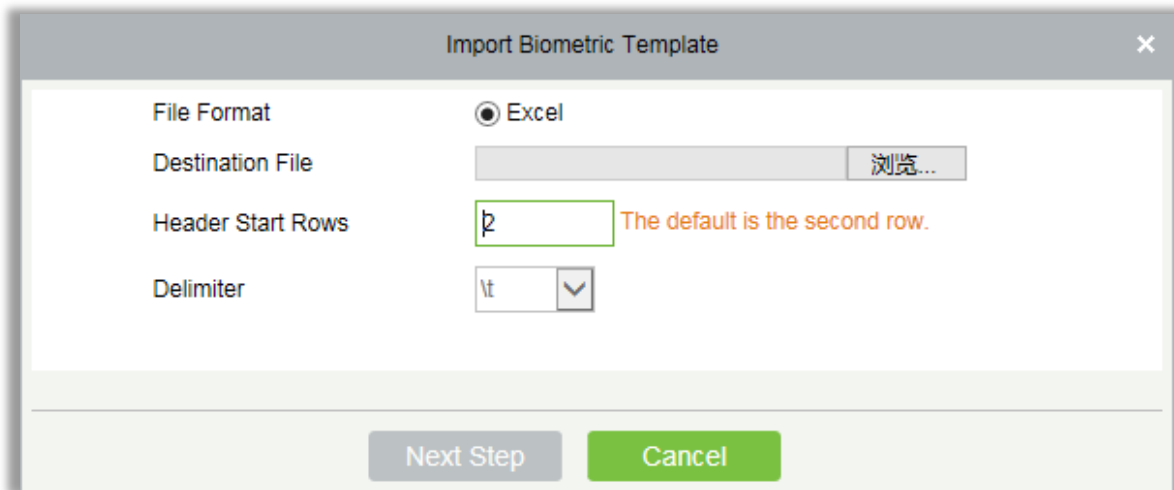 Import Biometric Template ×
File Format Excel
Destination File 浏览...
Header Start Rows 2 The default is the second row.
Delimiter \t
Next Step Cancel